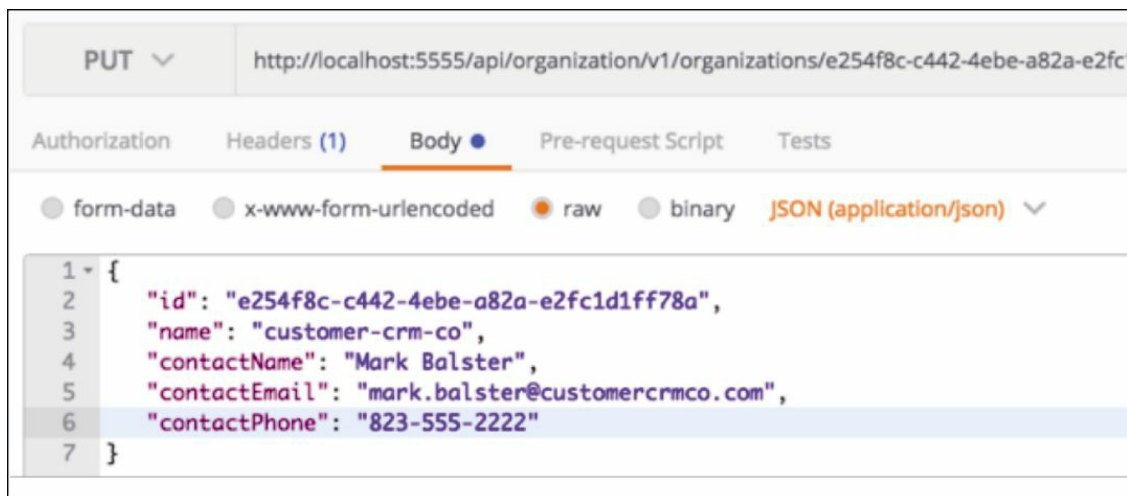 PUT http://localhost:5555/api/organization/v1/organizations/e254f8c-c442-4ebe-a82a-e2fc
Authorization Headers (1) Body Pre-request Script Tests
form-data x-www-form-urlencoded raw binary JSON (application/json)
1 {
2 "id": "e254f8c-c442-4ebe-a82a-e2fc1d1ff78a",
3 "name": "customer-crm-co",
4 "contactName": "Mark Balster",
5 "contactEmail": "mark.balster@customercrmco.com",
6 "contactPhone": "823-555-2222"
7 }